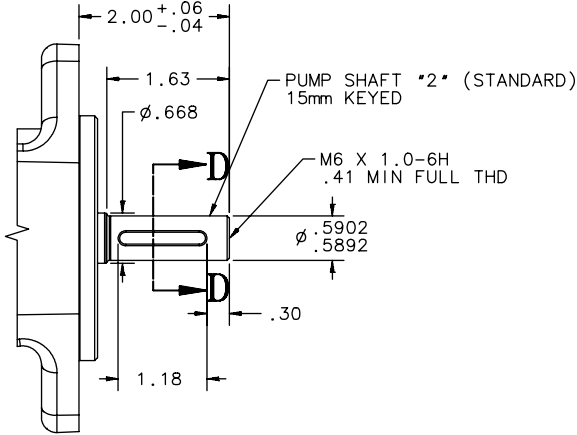 2.00 +.06
-.04
1.63
PUMP SHAFT "2" (STANDARD)
15mm KEYED
Ø.668
D
M6 X 1.0-6H
.41 MIN FULL THD
Ø .5902
.5892
D
.30
1.18